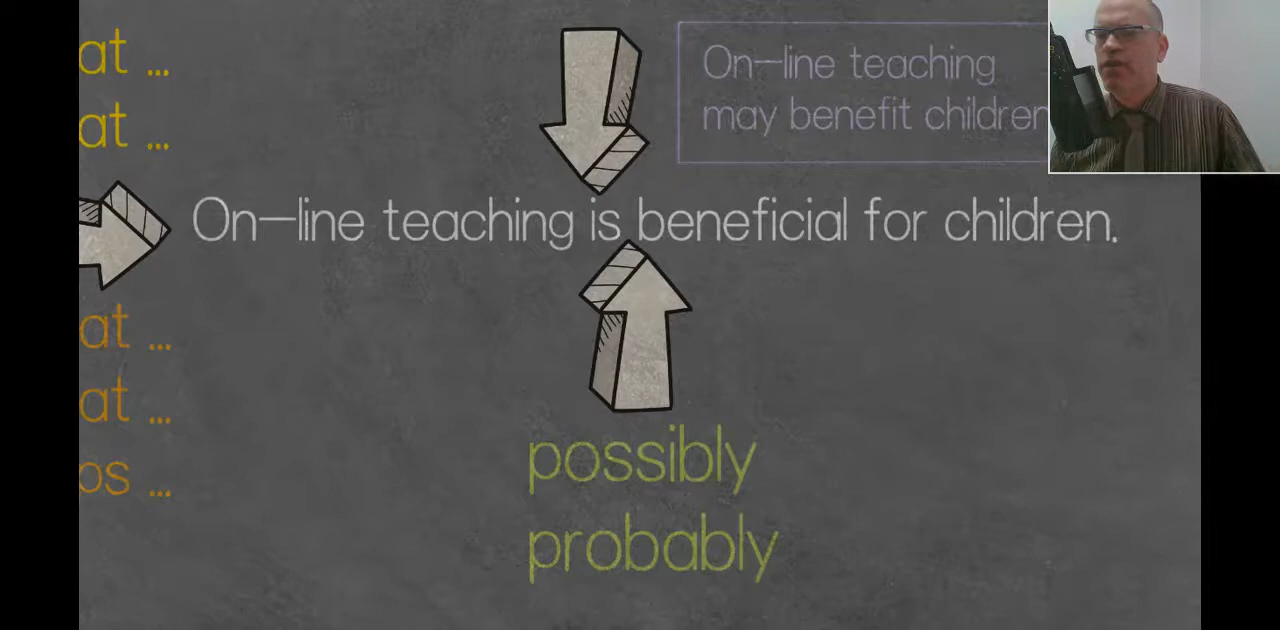 at ...
at ...
On-line teaching
may benefit children
On-line teaching is beneficial for children.
at ...
at ...
os ...
possibly
probably